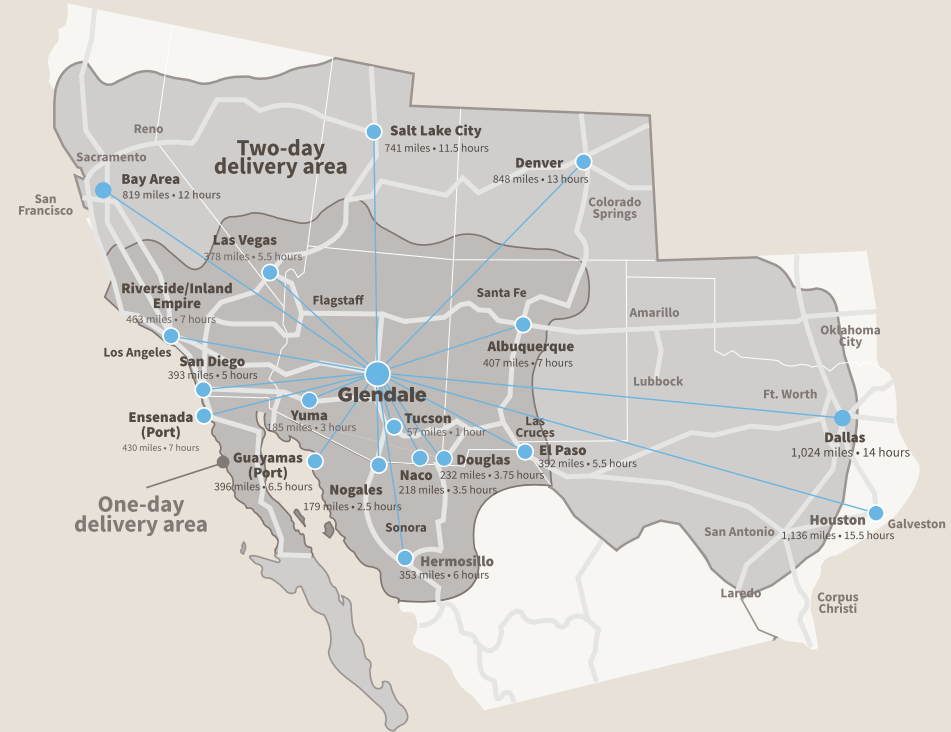 Reno
Two-day
delivery area
Salt Lake City
741 miles • 11.5 hours
Sacramento
Denver
848 miles • 13 hours
Bay Area
819 miles • 12 hours
San
Francisco
Colorado
Springs
Las Vegas
378 miles • 5.5 hours
Riverside/Inland
Empire
463 miles • 7 hours
Flagstaff
Santa Fe
Amarillo
Oklahoma
City
Los Angeles
San Diego
393 miles • 5 hours
Albuquerque
407 miles • 7 hours
Lubbock
Ft. Worth
Glendale
Ensenada
(Port)
430 miles • 7 hours
Yuma
185 miles • 3 hours
Tucson
57 miles • 1 hour
Las
Cruces
Dallas
1,024 miles • 14 hours
Guayamas
(Port)
396 miles • 6.5 hours
El Paso
392 miles • 5.5 hours
Douglas
232 miles • 3.75 hours
Naco
218 miles • 3.5 hours
Nogales
179 miles • 2.5 hours
One-day
delivery area
Sonora
San Antonio
Houston
1,136 miles • 15.5 hours
Galveston
Hermosillo
353 miles • 6 hours
Laredo
Corpus
Christi